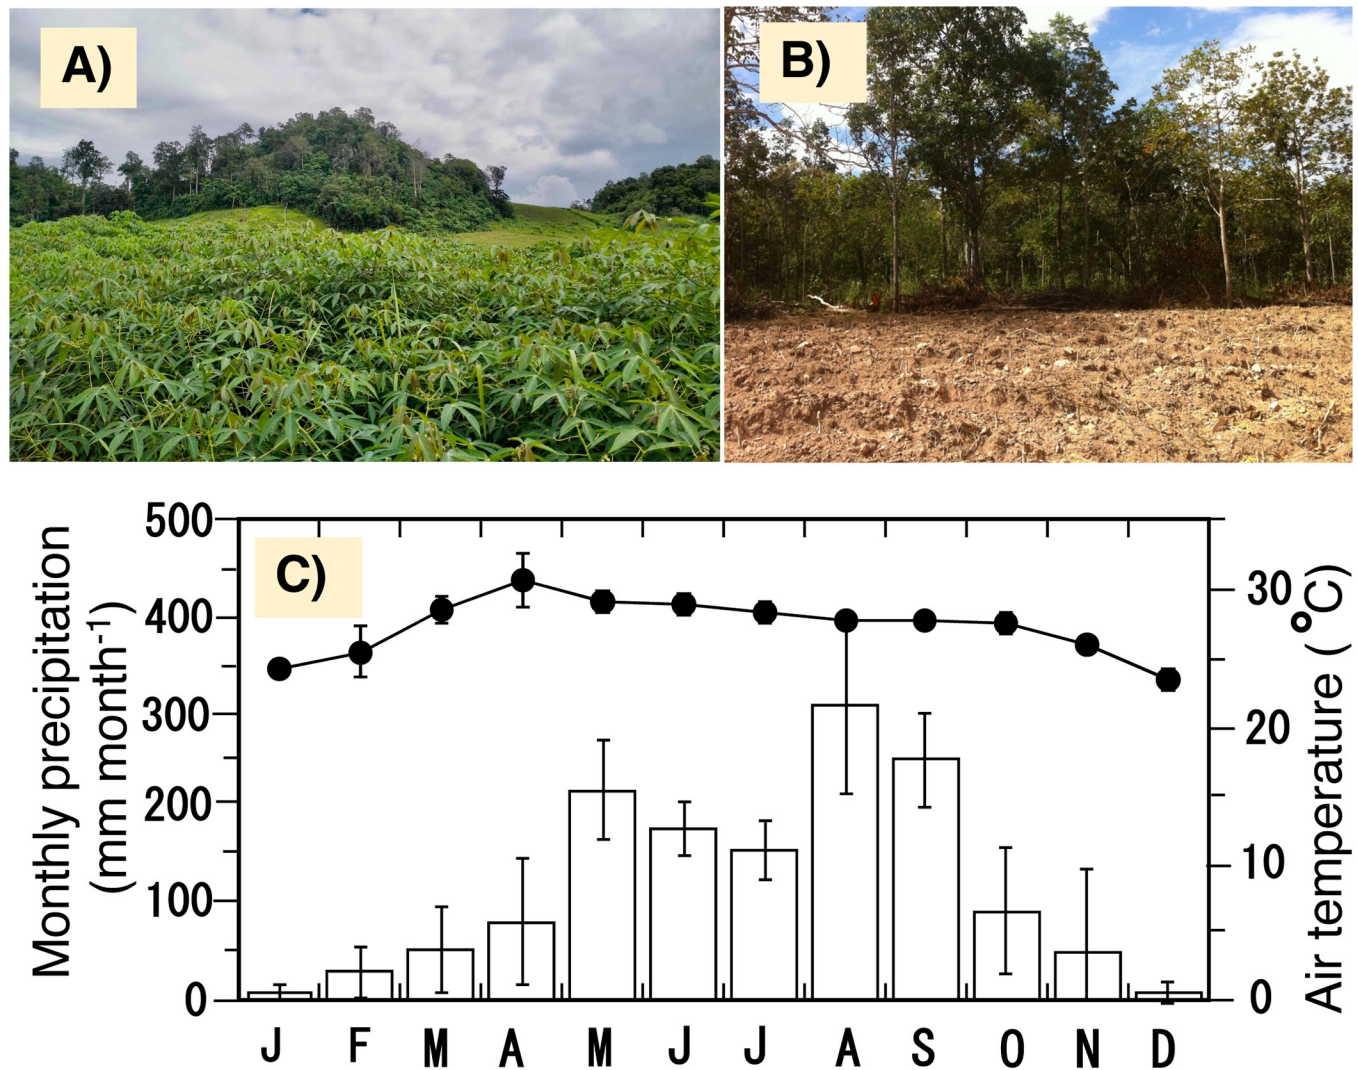 A)
B)
C)
Monthly precipitation
(mm month-1)
500
400
300
200
100
0
30
20
10
0
Air temperature (°C)
J F M A M J J A S O N D